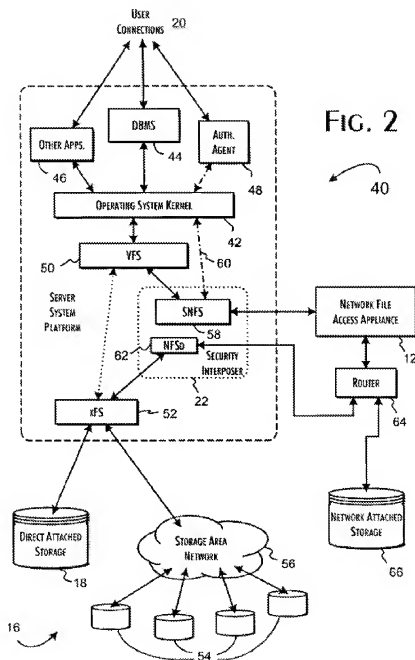 USER
CONNECTIONS
20
FIG. 2
40
OTHER APPS.
46
DBMS
44
AUTH.
AGENT
48
OPERATING SYSTEM KERNEL
42
VFS
50
60
SERVER
SYSTEM
PLATFORM
SNFS
58
NFSD
62
SECURITY
INTERPOSER
22
NETWORK FILE
ACCESS APPLIANCE
12
ROUTER
64
XFS
52
DIRECT ATTACHED
STORAGE
18
STORAGE AREA
NETWORK
56
NETWORK ATTACHED
STORAGE
66
16
54